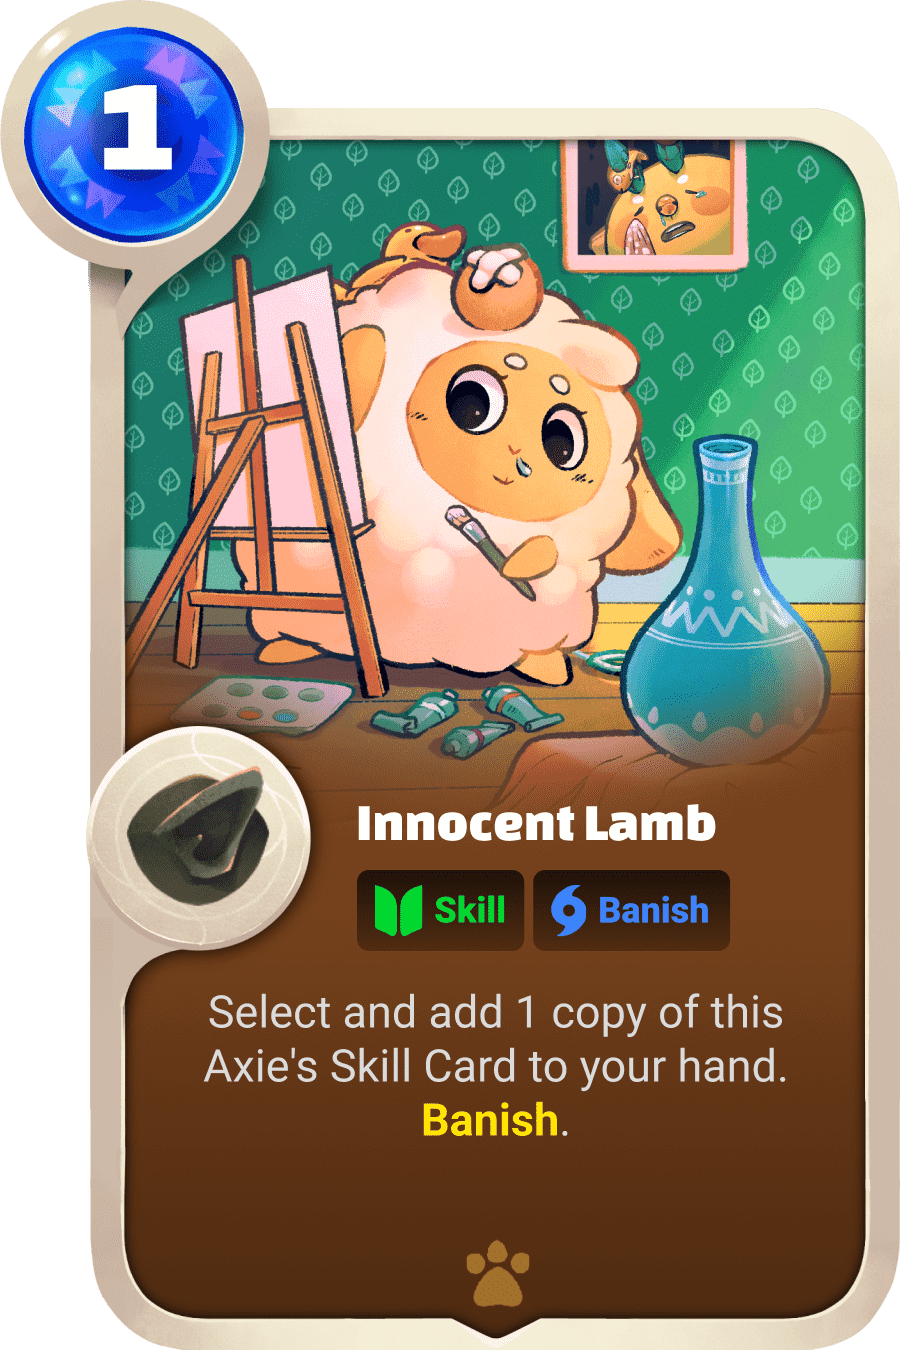 1
Innocent Lamb
Skill
Banish
Select and add 1 copy of this
Axie's Skill Card to your hand.
Banish.